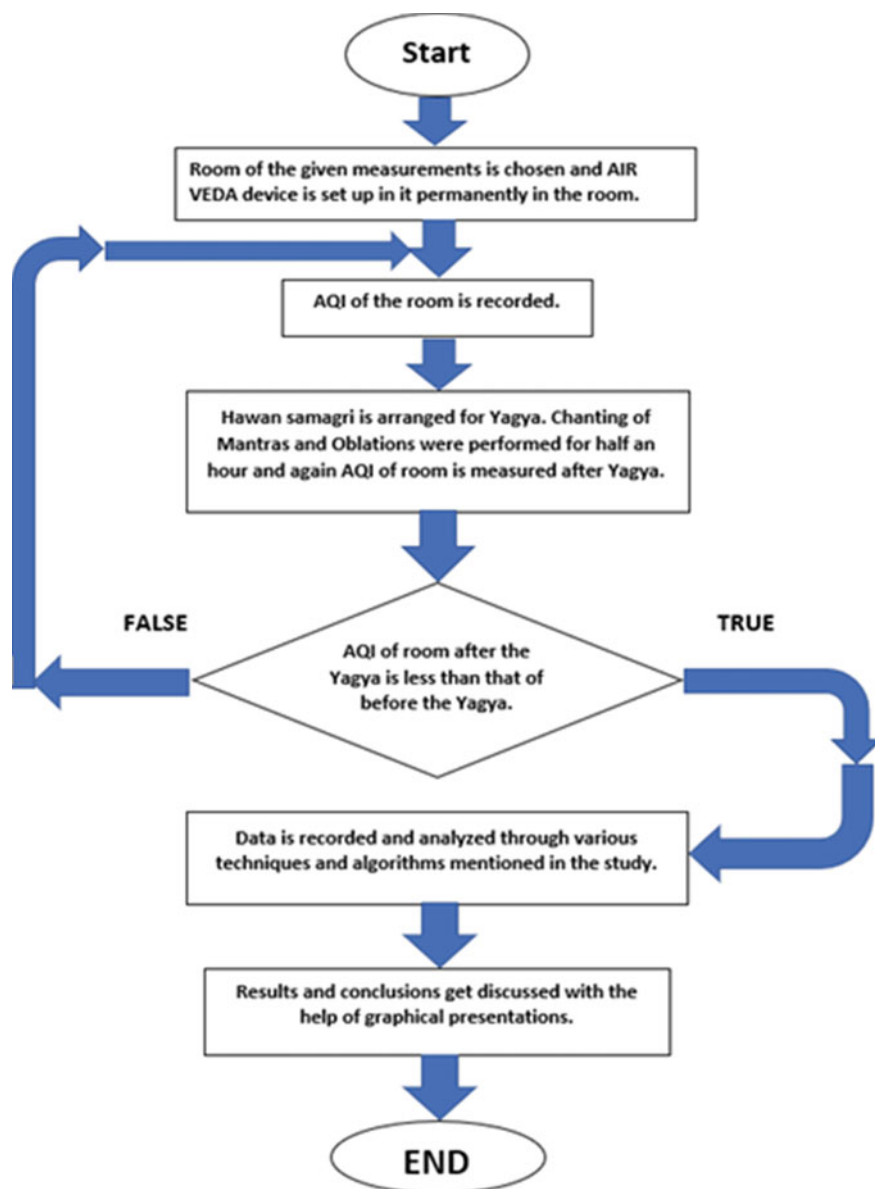 Start
Room of the given measurements is chosen and AIR
VEDA device is set up in it permanently in the room.
AQI of the room is recorded.
Hawan samagri is arranged for Yagya. Chanting of
Mantras and Oblations were performed for half an
hour and again AQI of room is measured after Yagya.
FALSE
TRUE
AQI of room after the
Yagya is less than that of
before the Yagya.
Data is recorded and analyzed through various
techniques and algorithms mentioned in the study.
Results and conclusions get discussed with the
help of graphical presentations.
END